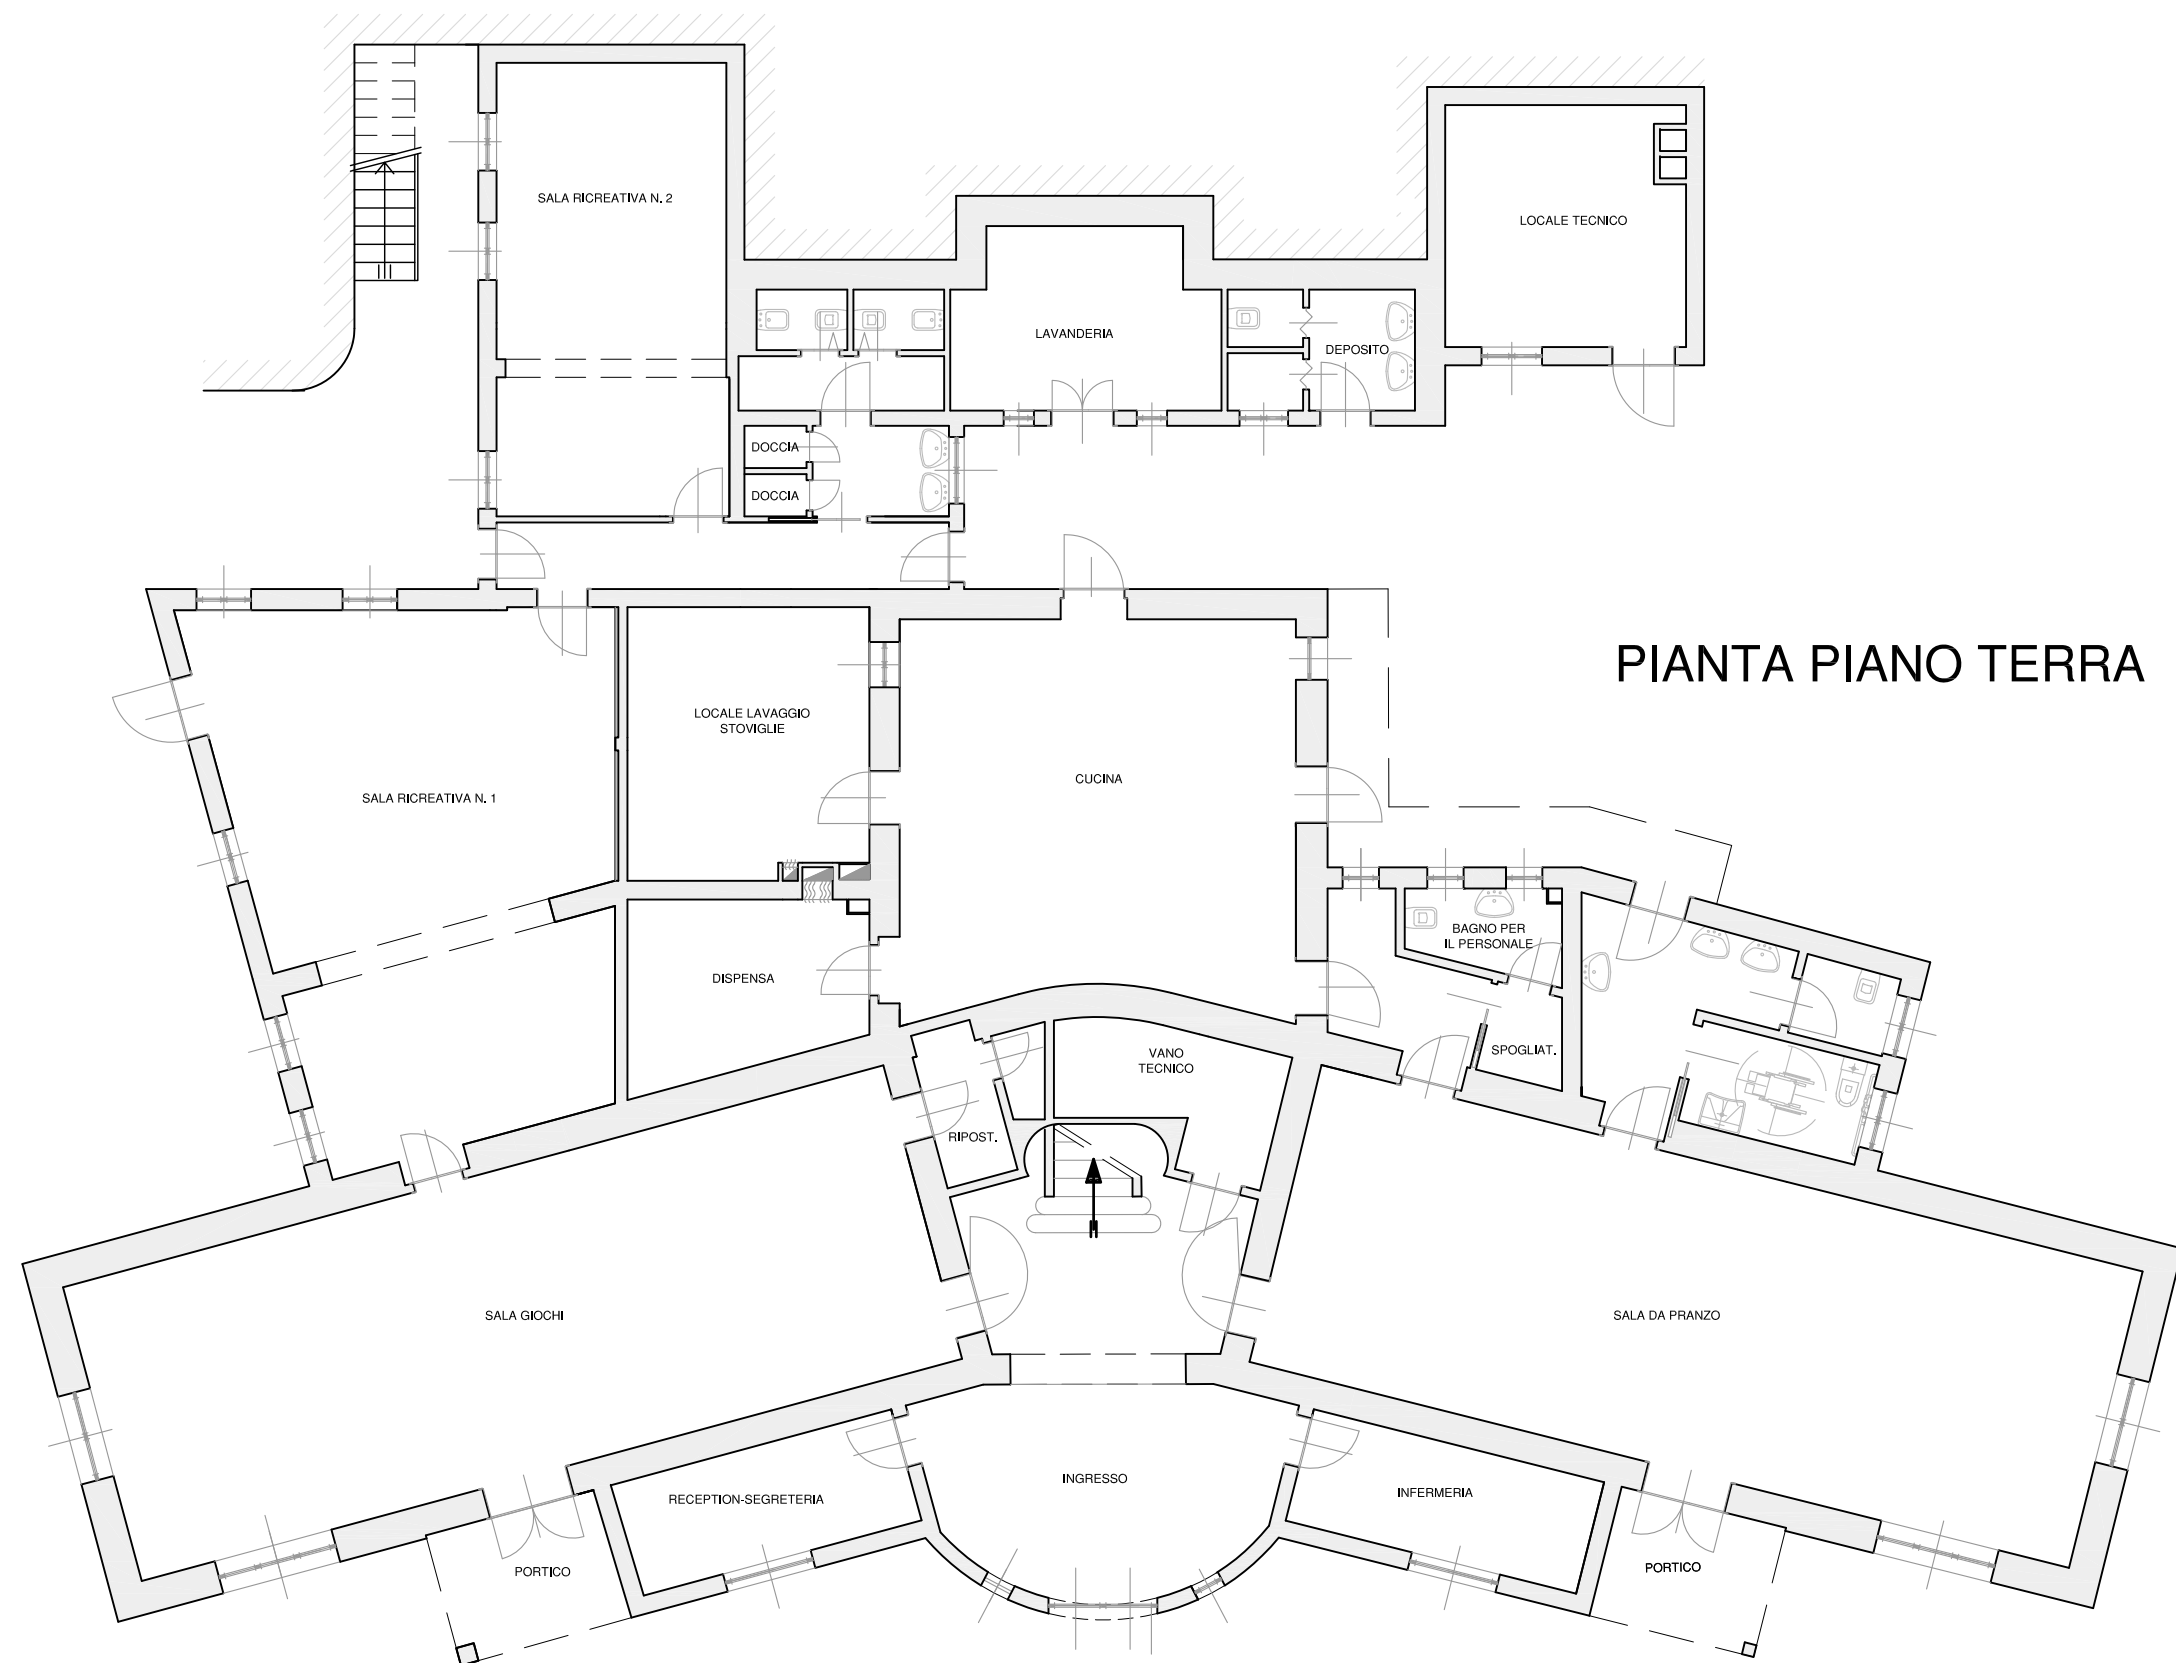 SALA RICREATIVA N. 2
LOCALE TECNICO
LAVANDERIA
DEPOSITO
DOCCIA
DOCCIA
PIANTA PIANO TERRA
LOCALE LAVAGGIO
STOVIGLIE
CUCINA
SALA RICREATIVA N. 1
BAGNO PER
IL PERSONALE
DISPENSA
SPOGLIAT.
VANO
TECNICO
RIPOST.
SALA GIOCHI
SALA DA PRANZO
INGRESSO
RECEPTION-SEGRETERIA
INFERMERIA
PORTICO
PORTICO